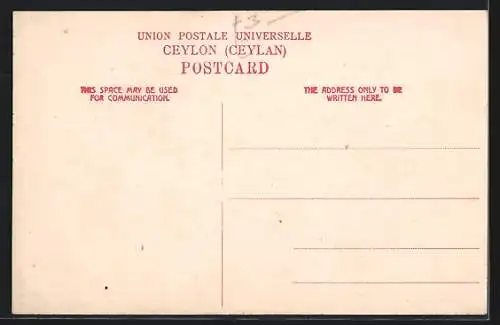 £3-
UNION POSTALE UNIVERSELLE
CEYLON (CEYLAN)
POSTCARD
THIS SPACE MAY BE USED
FOR COMMUNICATION.
THE ADDRESS ONLY TO BE
WRITTEN HERE.